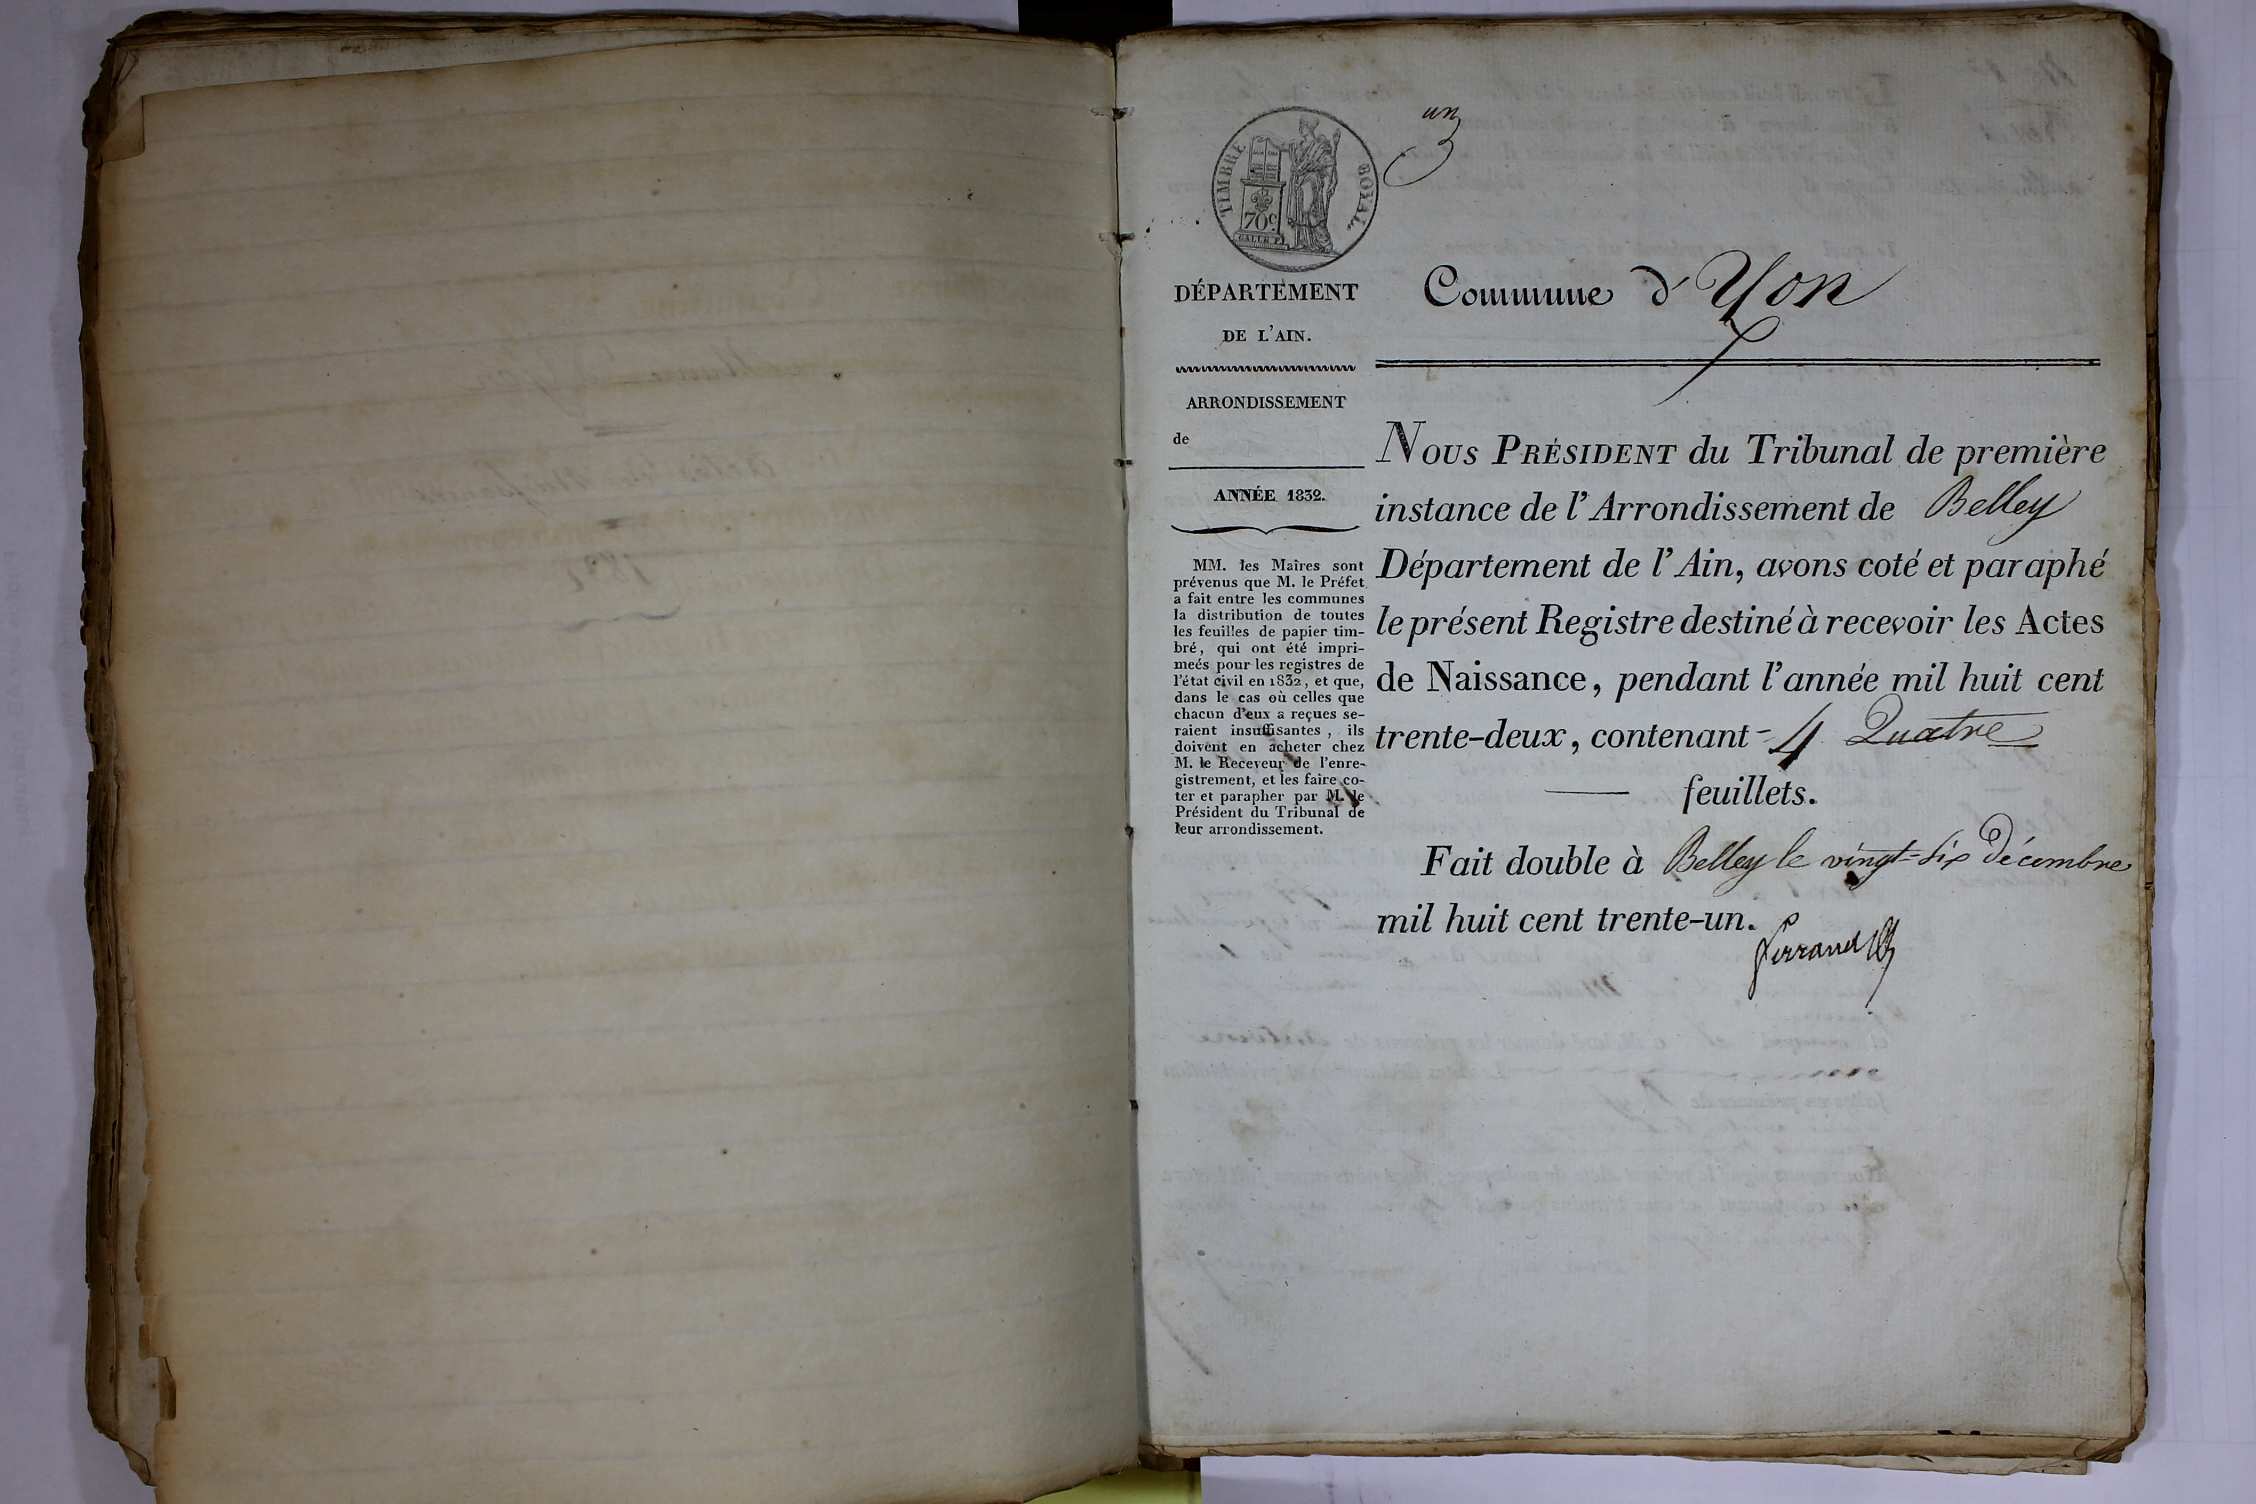 un
TIMBRE ROYAL.
70c.
DÉPARTEMENT
DE L'AIN.
ARRONDISSEMENT
de
ANNÉE 1832.
MM. les Maires sont
prévenus que M. le Préfet
a fait entre les communes
la distribution de toutes
les feuilles de papier tim-
bré, qui ont été impri-
meés pour les registres de
l'état civil en 1832, et que,
dans le cas où celles que
chacun d'eux a reçues se-
raient insuffisantes, ils
doivent en acheter chez
M. le Receveur de l'enre-
gistrement, et les faire co-
ter et parapher par M. le
Président du Tribunal de
leur arrondissement.
Commune d'Yon
NOUS PRÉSIDENT du Tribunal de première
instance de l'Arrondissement de Belley
Département de l'Ain, avons coté et paraphé
le présent Registre destiné à recevoir les Actes
de Naissance, pendant l'année mil huit cent
trente-deux, contenant - 4 Quatre
feuillets.
Fait double à Belley le vingt-six Décembre
mil huit cent trente-un.
Ferrand